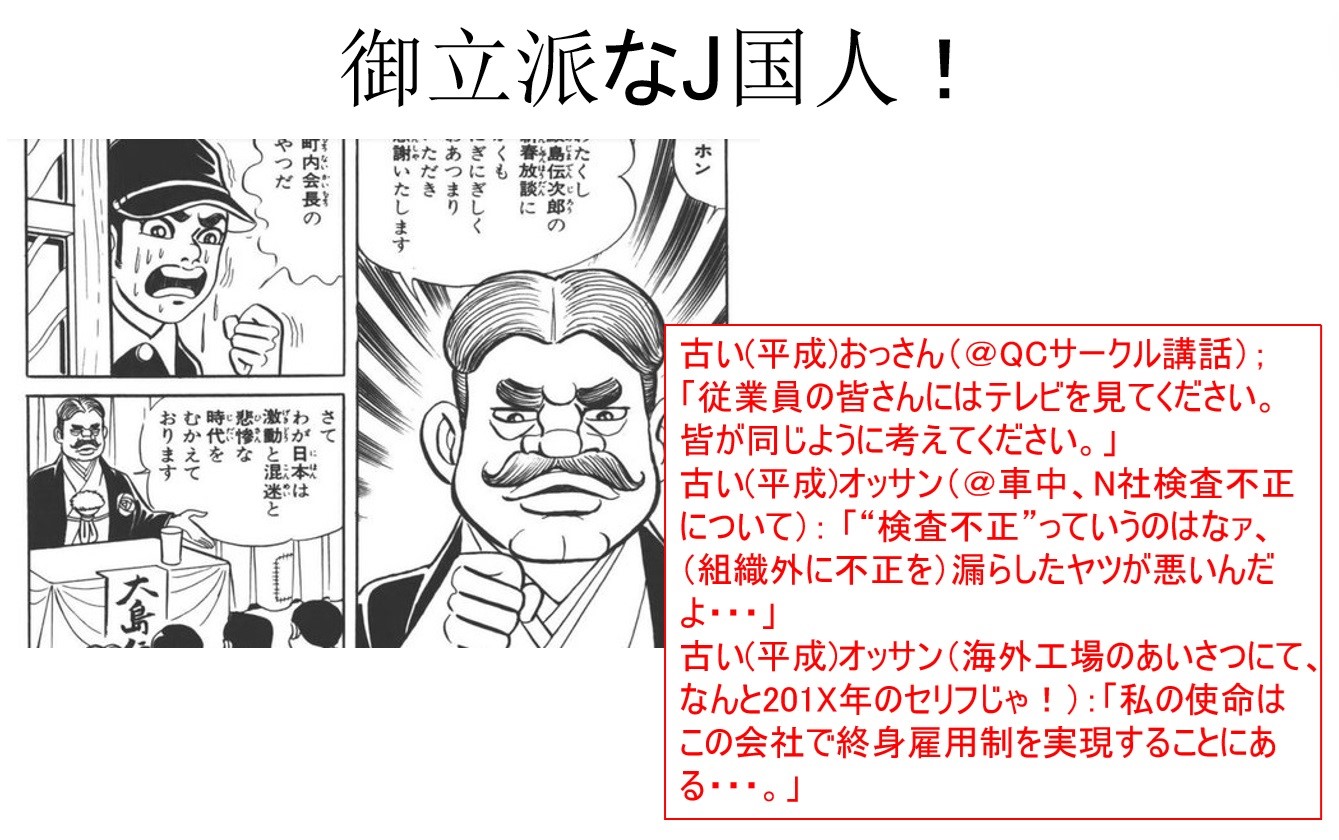 御立派なJ国人！
ホン
わたくし
鮫島伝次郎の
新春放談に
かくも
にぎにぎしく
おあつまり
いただき
感謝いたします
町内会長の
やつだ
さて
わが日本は
激動と混迷と
悲惨な
時代を
むかえて
おります
大島
古い(平成)おっさん(＠QCサークル講話)；
「従業員の皆さんにはテレビを見てください。
皆が同じように考えてください。」
古い(平成)オッサン(＠車中、N社検査不正
について)：「“検査不正”っていうのはなァ、
(組織外に不正を)漏らしたヤツが悪いんだ
よ・・・」
古い(平成)オッサン(海外工場のあいさつにて、
なんと201X年のセリフじゃ！)：「私の使命は
この会社で終身雇用制を実現することにあ
る・・・。」